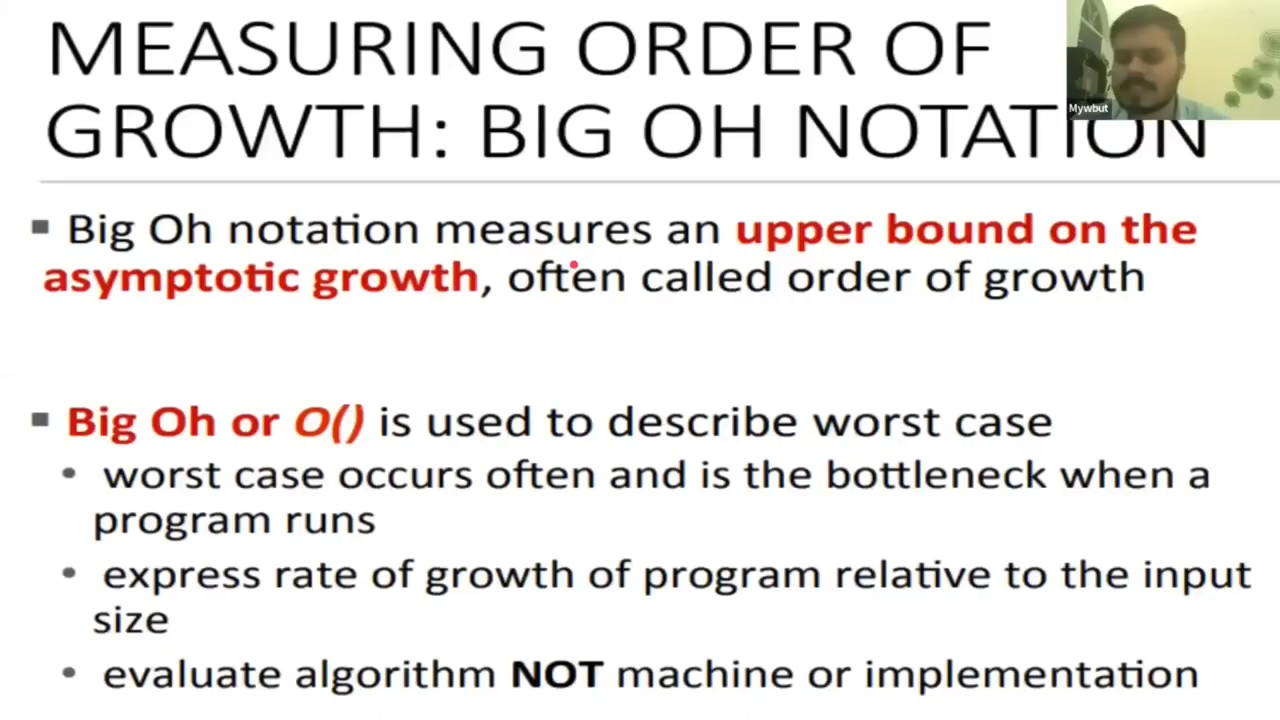 MEASURING ORDER OF
GROWTH: BIG OH NOTATION
Mywbut
▪ Big Oh notation measures an upper bound on the
asymptotic growth, often called order of growth
▪ Big Oh or O() is used to describe worst case
• worst case occurs often and is the bottleneck when a
program runs
• express rate of growth of program relative to the input
size
• evaluate algorithm NOT machine or implementation